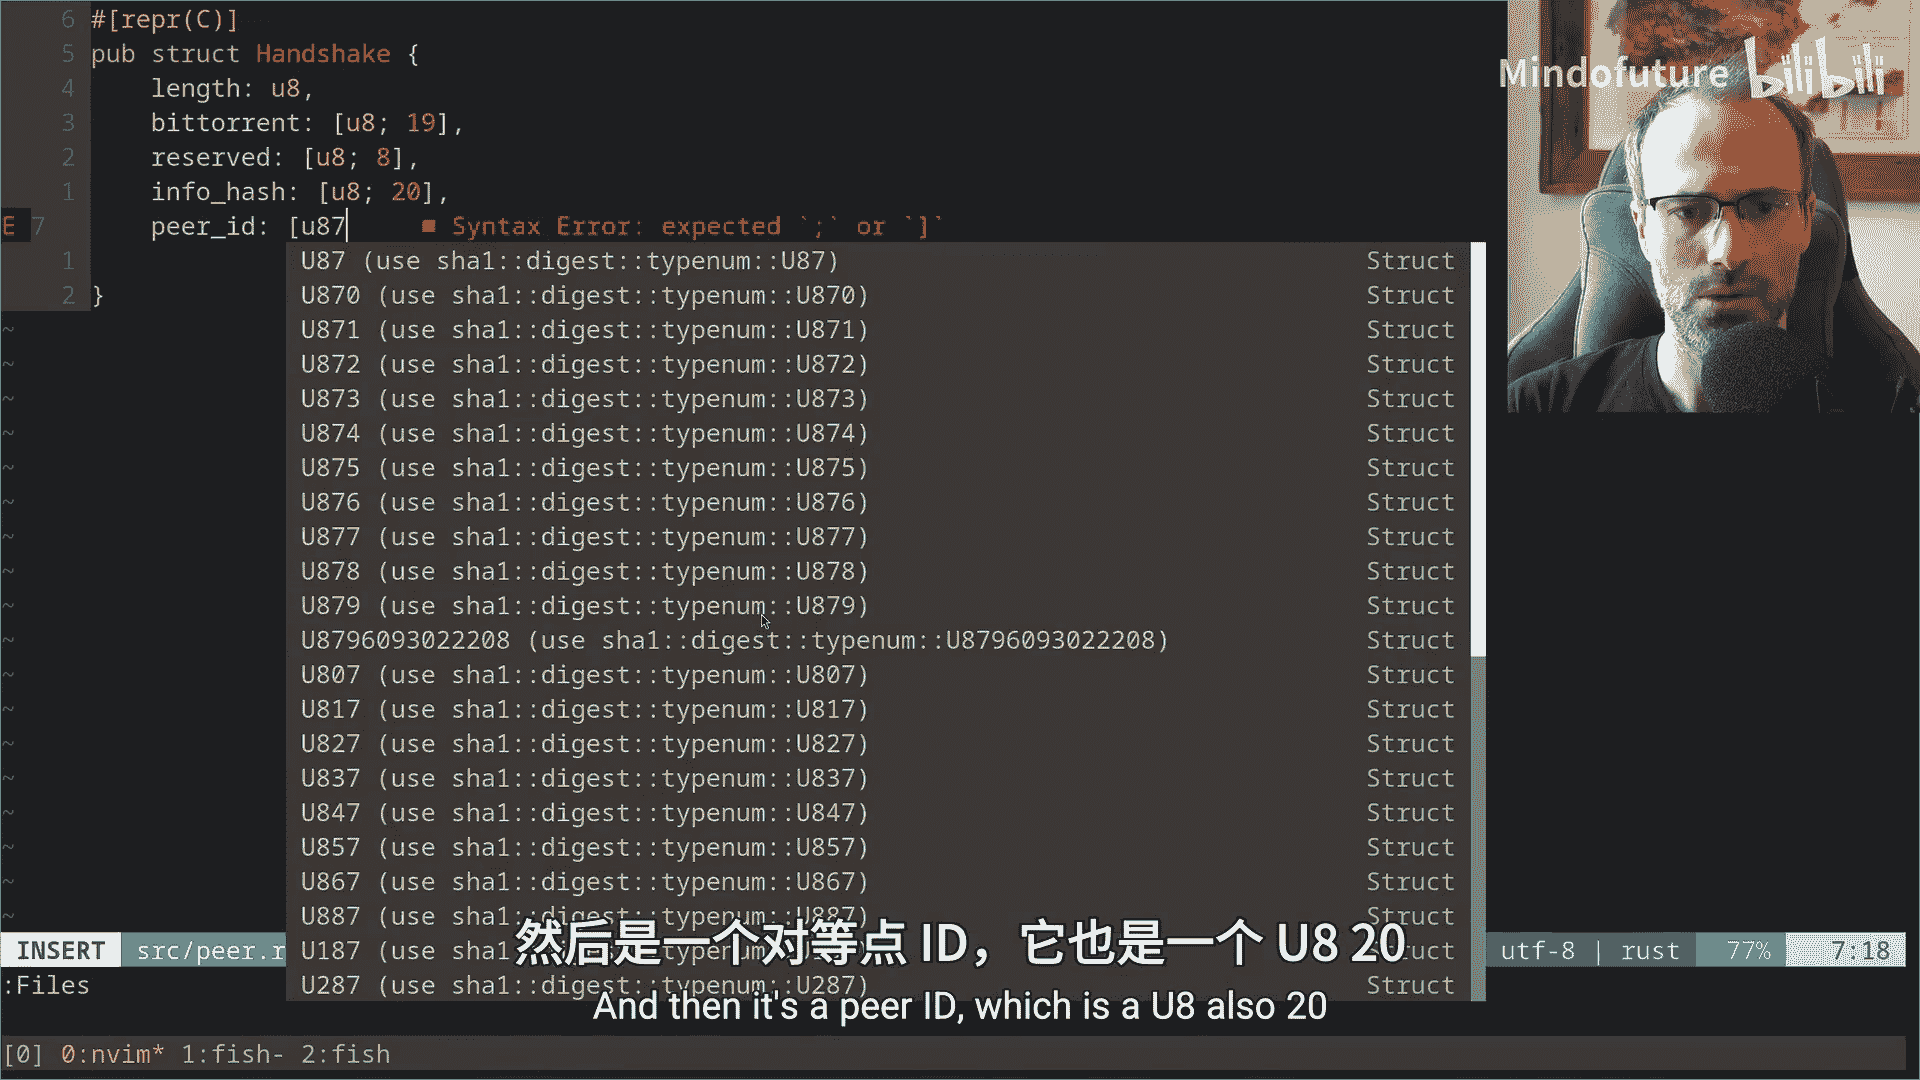 6 #[repr(C)]
5 pub struct Handshake {
4 length: u8,
3 bittorrent: [u8; 19],
2 reserved: [u8; 8],
1 info_hash: [u8; 20],
E 7 peer_id: [u87 ■ Syntax Error: expected `;` or `]`
1
2 }
U87 (use sha1::digest::typenum::U87) Struct
U870 (use sha1::digest::typenum::U870) Struct
U871 (use sha1::digest::typenum::U871) Struct
U872 (use sha1::digest::typenum::U872) Struct
U873 (use sha1::digest::typenum::U873) Struct
U874 (use sha1::digest::typenum::U874) Struct
U875 (use sha1::digest::typenum::U875) Struct
U876 (use sha1::digest::typenum::U876) Struct
U877 (use sha1::digest::typenum::U877) Struct
U878 (use sha1::digest::typenum::U878) Struct
U879 (use sha1::digest::typenum::U879) Struct
U8796093022208 (use sha1::digest::typenum::U8796093022208) Struct
U807 (use sha1::digest::typenum::U807) Struct
U817 (use sha1::digest::typenum::U817) Struct
U827 (use sha1::digest::typenum::U827) Struct
U837 (use sha1::digest::typenum::U837) Struct
U847 (use sha1::digest::typenum::U847) Struct
U857 (use sha1::digest::typenum::U857) Struct
U867 (use sha1::digest::typenum::U867) Struct
U887 (use sha1::digest::typenum::U887) Struct
U187 (use
U287 (use sha1::digest::typenum::U287) Struct
Mindofuture bilibili
然后是一个对等点 ID，它也是一个 U8 20
And then it's a peer ID, which is a U8 also 20
INSERT src/peer.r utf-8 | rust 77% 7:18
:Files
[0] 0:nvim* 1:fish- 2:fish